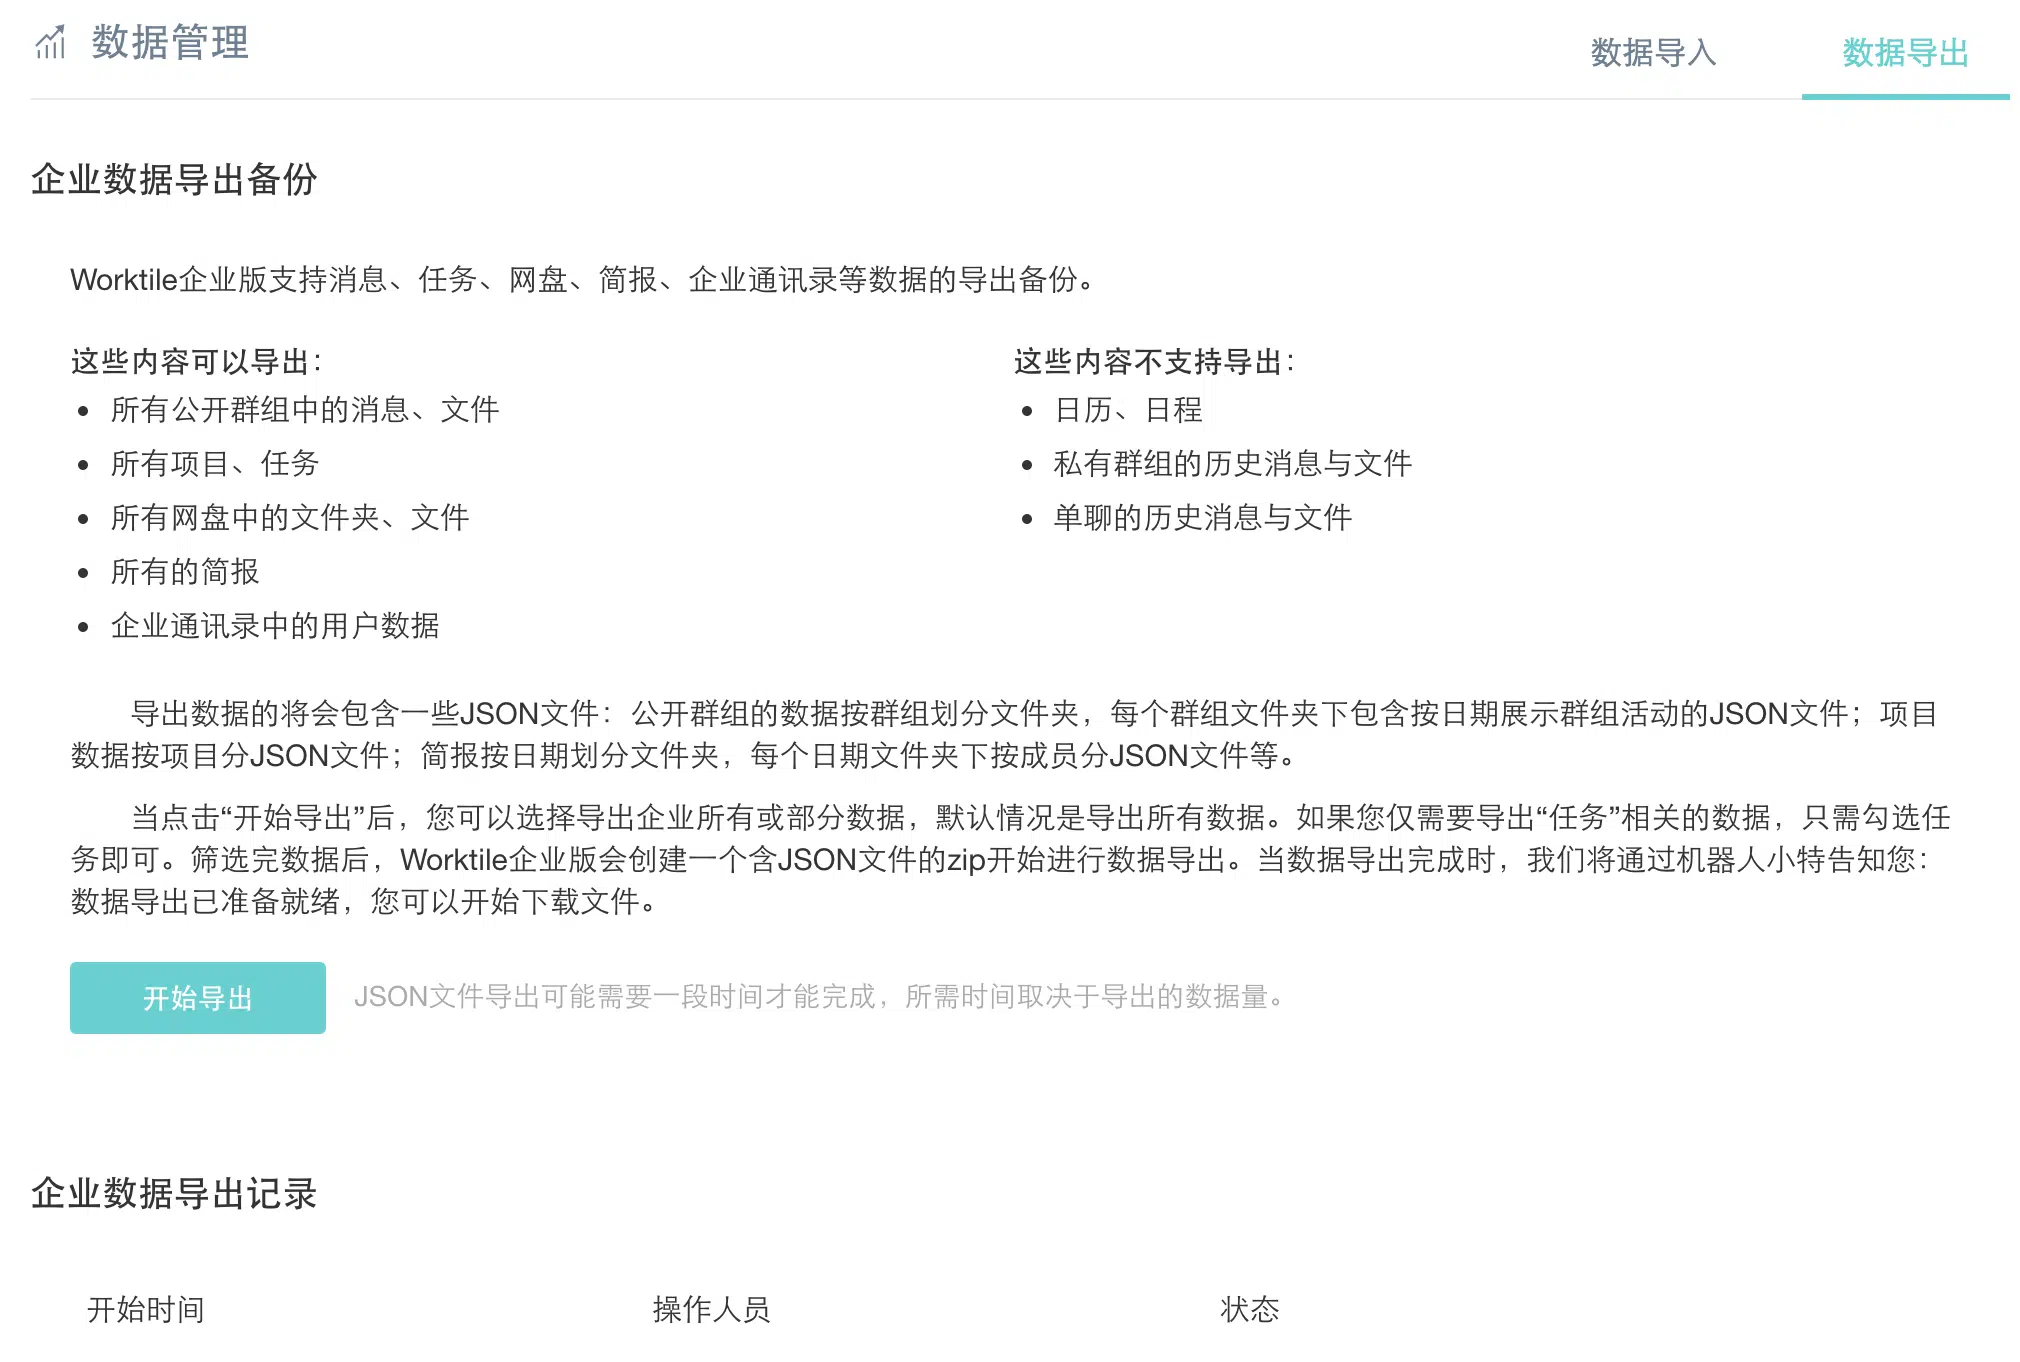 数据管理
数据导入
数据导出
企业数据导出备份
Worktile企业版支持消息、任务、网盘、简报、企业通讯录等数据的导出备份。
这些内容可以导出：
• 所有公开群组中的消息、文件
• 所有项目、任务
• 所有网盘中的文件夹、文件
• 所有的简报
• 企业通讯录中的用户数据
这些内容不支持导出：
• 日历、日程
• 私有群组的历史消息与文件
• 单聊的历史消息与文件
导出数据的将会包含一些JSON文件：公开群组的数据按群组划分文件夹，每个群组文件夹下包含按日期展示群组活动的JSON文件；项目
数据按项目分JSON文件；简报按日期划分文件夹，每个日期文件夹下按成员分JSON文件等。
当点击“开始导出”后，您可以选择导出企业所有或部分数据，默认情况是导出所有数据。如果您仅需要导出“任务”相关的数据，只需勾选任
务即可。筛选完数据后，Worktile企业版会创建一个含JSON文件的zip开始进行数据导出。当数据导出完成时，我们将通过机器人小特告知您：
数据导出已准备就绪，您可以开始下载文件。
开始导出
JSON文件导出可能需要一段时间才能完成，所需时间取决于导出的数据量。
企业数据导出记录
开始时间
操作人员
状态